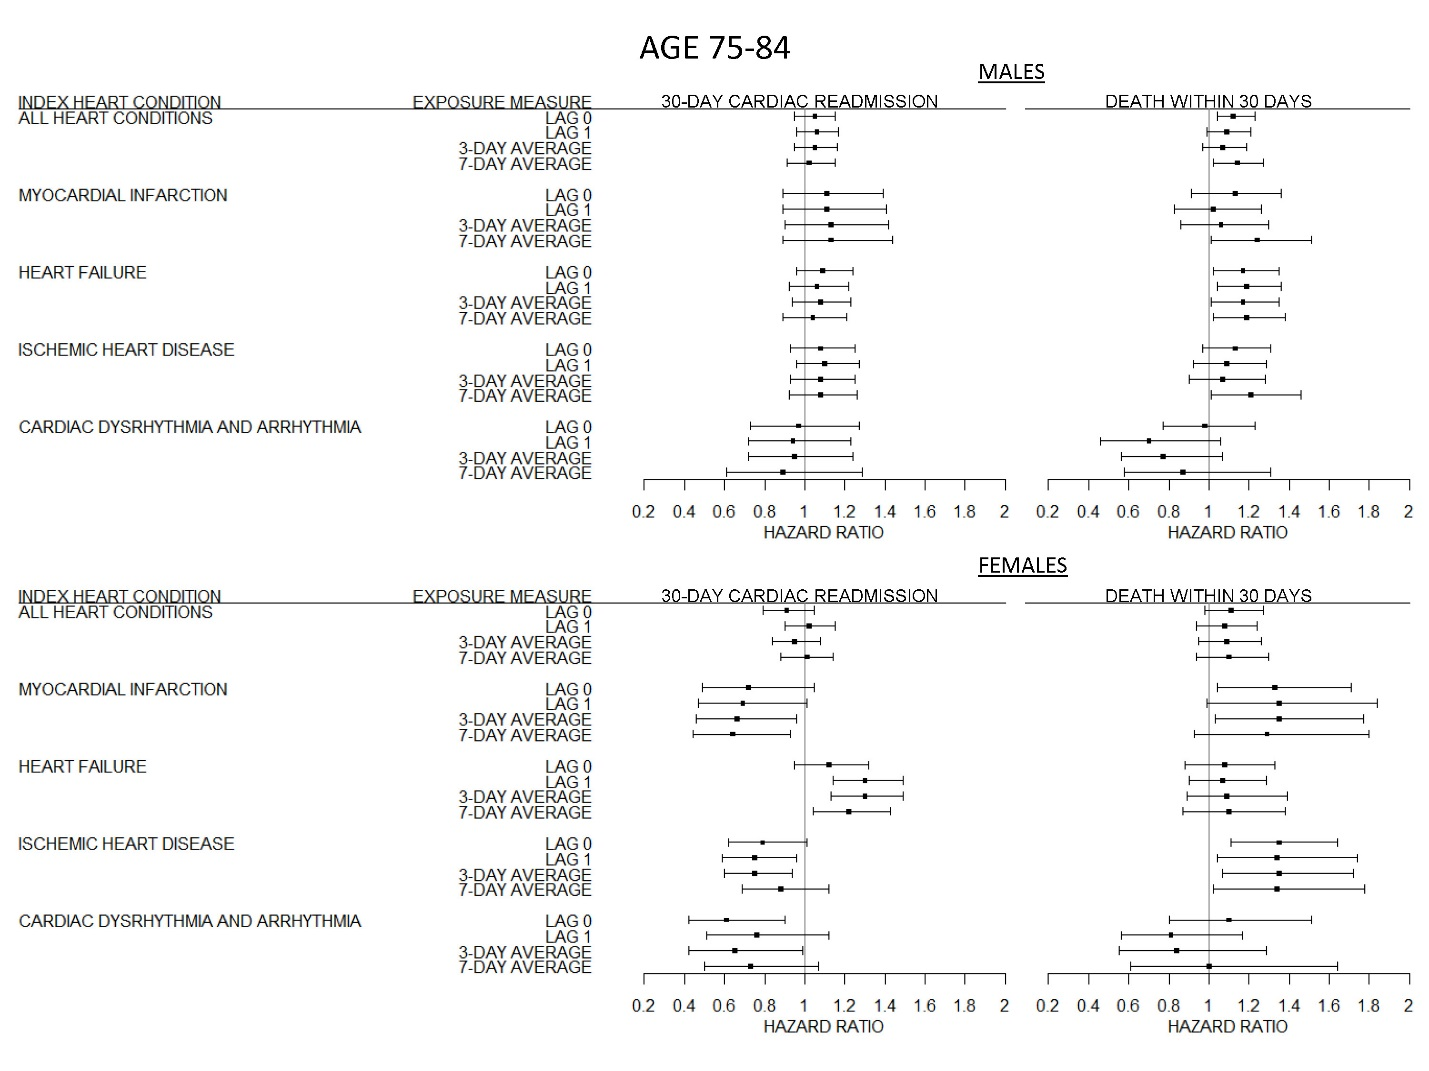 AGE 75-84
MALES
INDEX HEART CONDITION EXPOSURE MEASURE 30-DAY CARDIAC READMISSION DEATH WITHIN 30 DAYS
ALL HEART CONDITIONS LAG 0
LAG 1
3-DAY AVERAGE
7-DAY AVERAGE
MYOCARDIAL INFARCTION LAG 0
LAG 1
3-DAY AVERAGE
7-DAY AVERAGE
HEART FAILURE LAG 0
LAG 1
3-DAY AVERAGE
7-DAY AVERAGE
ISCHEMIC HEART DISEASE LAG 0
LAG 1
3-DAY AVERAGE
7-DAY AVERAGE
CARDIAC DYSRHYTHMIA AND ARRHYTHMIA LAG 0
LAG 1
3-DAY AVERAGE
7-DAY AVERAGE
0.2 0.4 0.6 0.8 1 1.2 1.4 1.6 1.8 2 0.2 0.4 0.6 0.8 1 1.2 1.4 1.6 1.8 2
HAZARD RATIO HAZARD RATIO
FEMALES
INDEX HEART CONDITION EXPOSURE MEASURE 30-DAY CARDIAC READMISSION DEATH WITHIN 30 DAYS
ALL HEART CONDITIONS LAG 0
LAG 1
3-DAY AVERAGE
7-DAY AVERAGE
MYOCARDIAL INFARCTION LAG 0
LAG 1
3-DAY AVERAGE
7-DAY AVERAGE
HEART FAILURE LAG 0
LAG 1
3-DAY AVERAGE
7-DAY AVERAGE
ISCHEMIC HEART DISEASE LAG 0
LAG 1
3-DAY AVERAGE
7-DAY AVERAGE
CARDIAC DYSRHYTHMIA AND ARRHYTHMIA LAG 0
LAG 1
3-DAY AVERAGE
7-DAY AVERAGE
0.2 0.4 0.6 0.8 1 1.2 1.4 1.6 1.8 2 0.2 0.4 0.6 0.8 1 1.2 1.4 1.6 1.8 2
HAZARD RATIO HAZARD RATIO